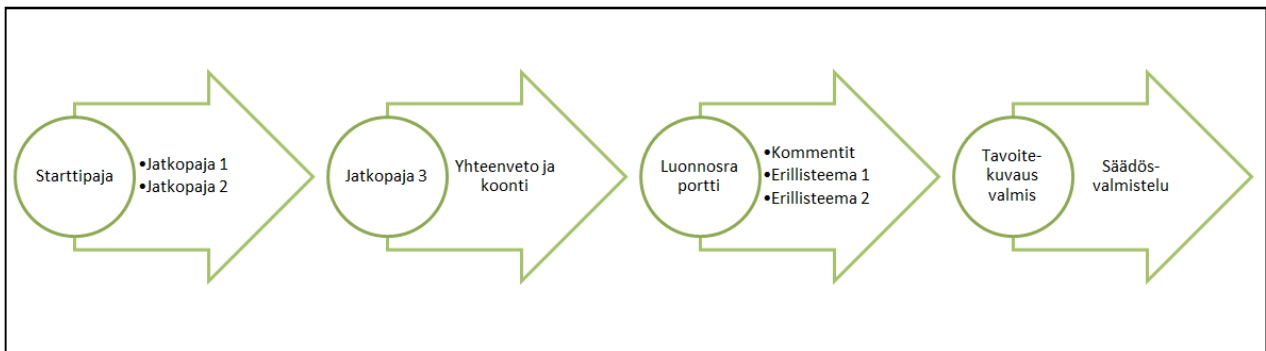 Starttipaja
•Jatkopaja 1
•Jatkopaja 2
Jatkopaja 3
Yhteenveto ja
koonti
Luonnosra
portti
•Kommentit
•Erillisteema 1
•Erillisteema 2
Tavoite-
kuvaus
valmis
Säädös-
valmistelu